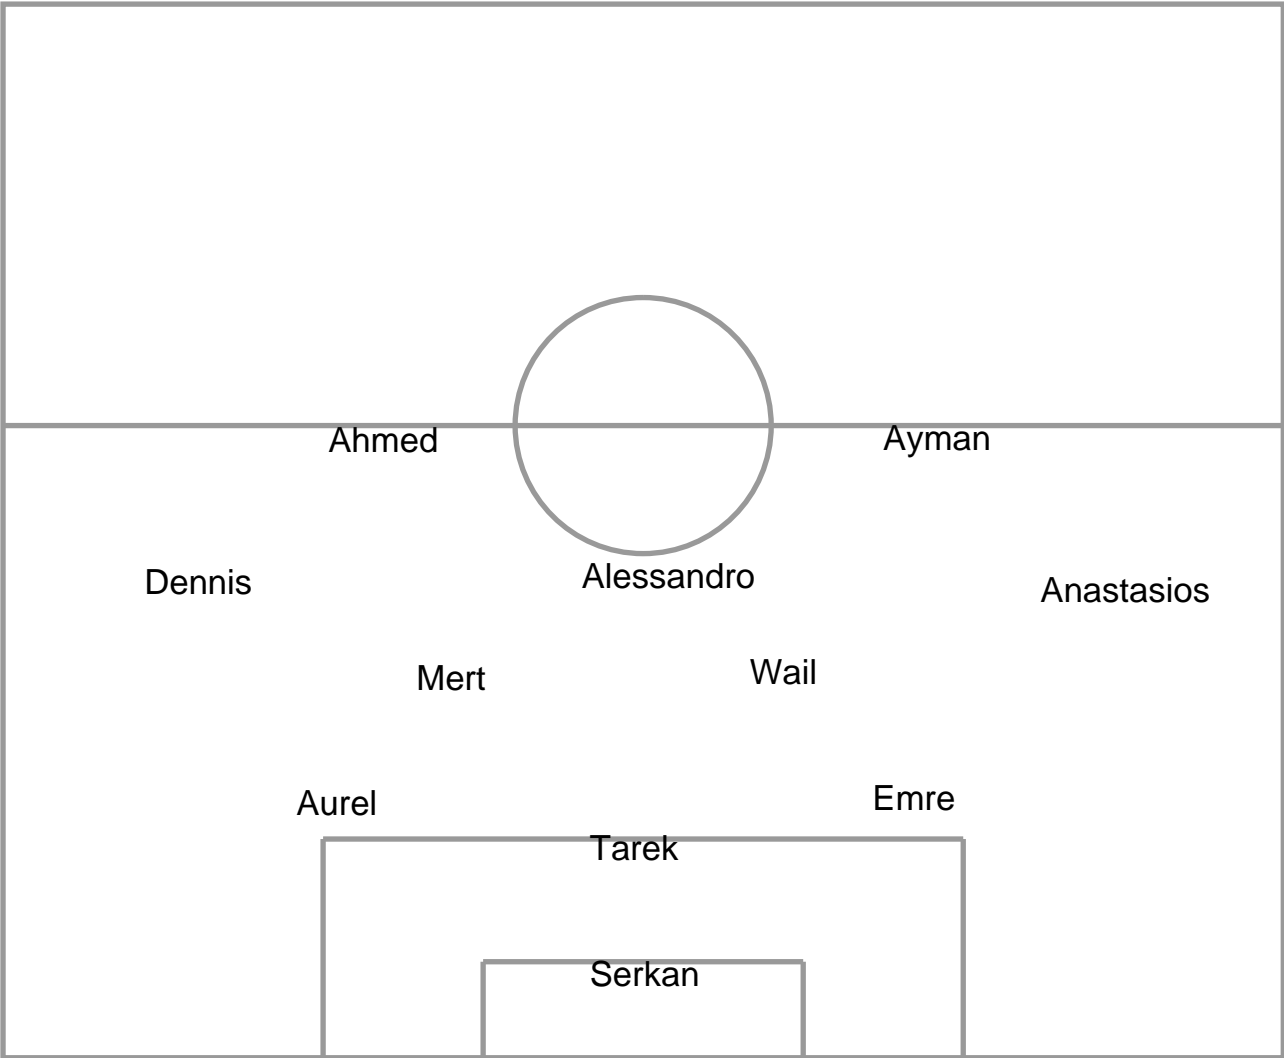 Ahmed
Ayman
Dennis
Alessandro
Anastasios
Mert
Wail
Aurel
Emre
Tarek
Serkan